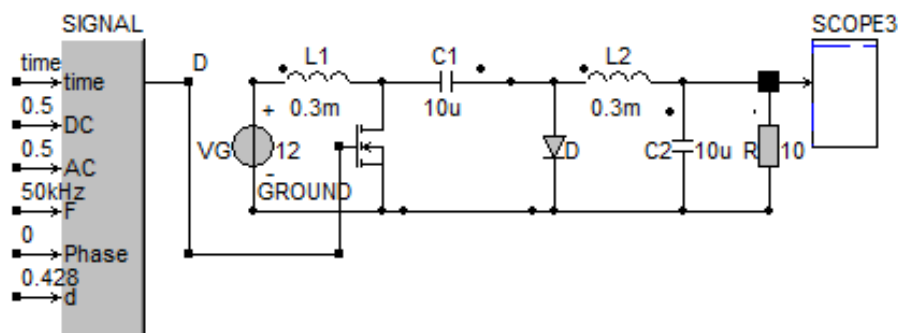 SIGNAL
SCOPE3
time
time
0.5
DC
0.5
AC
50kHz
F
0
Phase
0.428
d
D
L1
0.3m
C1
10u
L2
0.3m
+
VG
12
-
GROUND
D
C2
10u
R
10